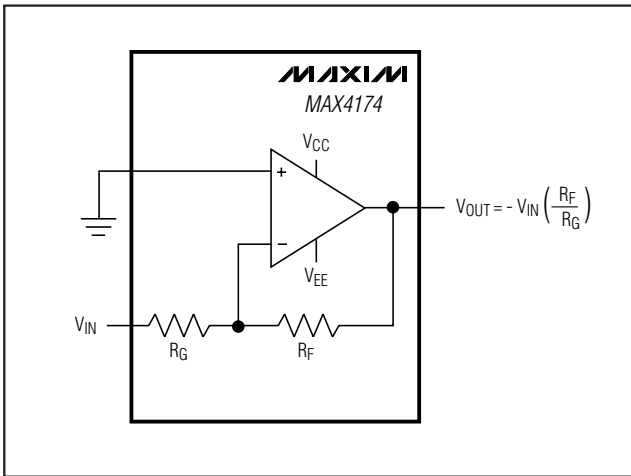 MAXIM
MAX4174
VCC
+
VOUT = - VIN (RF/RG)
−
VEE
VIN
RG
RF